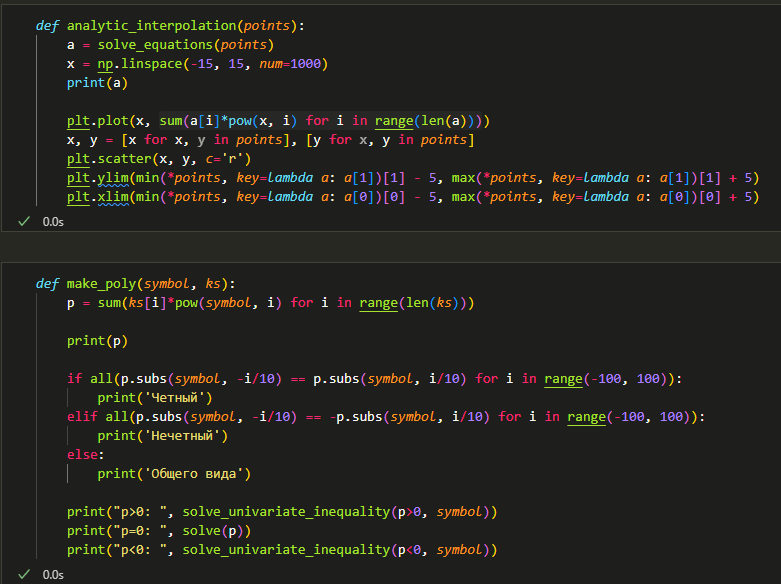 def analytic_interpolation(points):
    a = solve_equations(points)
    x = np.linspace(-15, 15, num=1000)
    print(a)
    plt.plot(x, sum(a[i]*pow(x, i) for i in range(len(a))))
    x, y = [x for x, y in points], [y for x, y in points]
    plt.scatter(x, y, c='r')
    plt.ylim(min(*points, key=lambda a: a[1])[1] - 5, max(*points, key=lambda a: a[1])[1] + 5)
    plt.xlim(min(*points, key=lambda a: a[0])[0] - 5, max(*points, key=lambda a: a[0])[0] + 5)
✓ 0.0s
def make_poly(symbol, ks):
    p = sum(ks[i]*pow(symbol, i) for i in range(len(ks)))
    print(p)
    if all(p.subs(symbol, -i/10) == p.subs(symbol, i/10) for i in range(-100, 100)):
        print('Четный')
    elif all(p.subs(symbol, -i/10) == -p.subs(symbol, i/10) for i in range(-100, 100)):
        print('Нечетный')
    else:
        print('Общего вида')
    print("p>0: ", solve_univariate_inequality(p>0, symbol))
    print("p=0: ", solve(p))
    print("p<0: ", solve_univariate_inequality(p<0, symbol))
✓ 0.0s